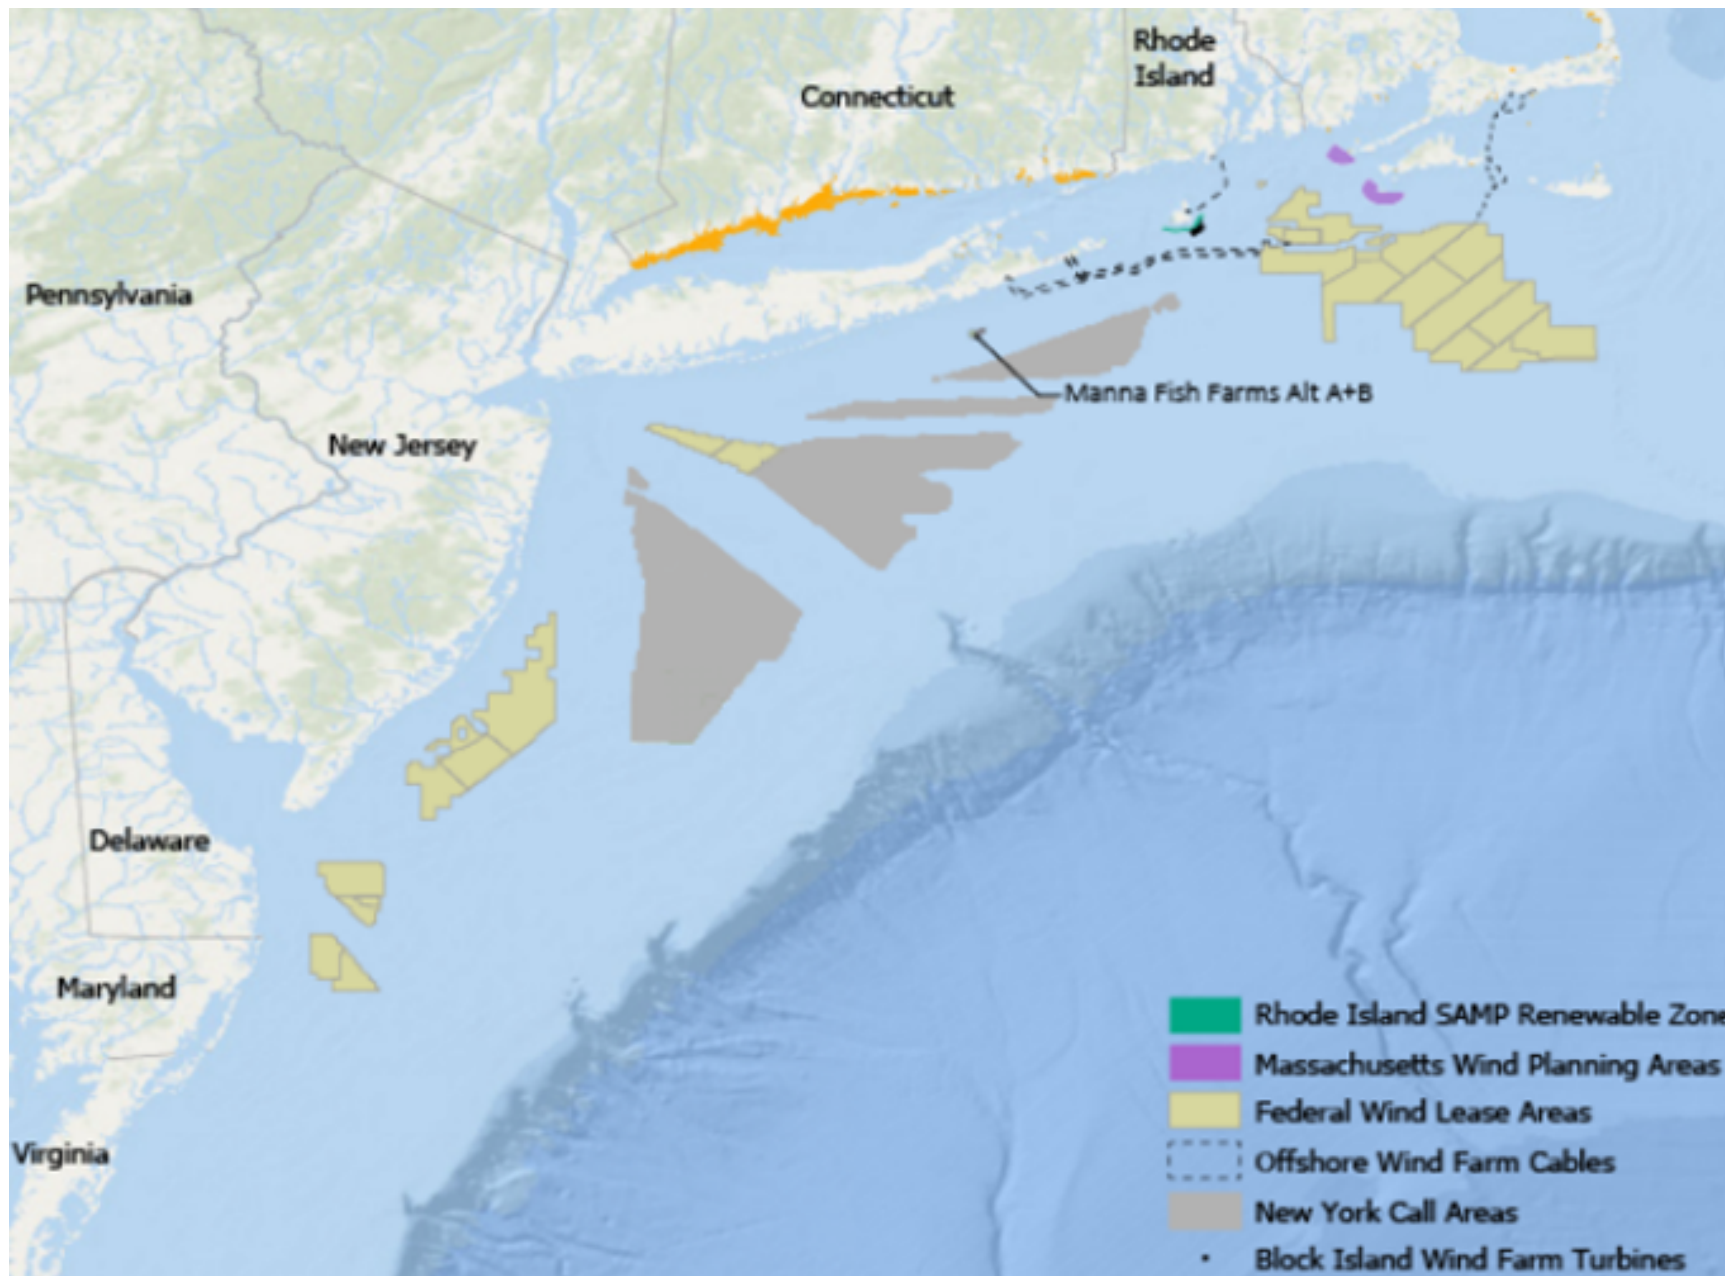 Rhode
Island
Connecticut
Pennsylvania
Manna Fish Farms Alt A+B
New Jersey
Delaware
Maryland
Virginia
Rhode Island SAMP Renewable Zone
Massachusetts Wind Planning Areas
Federal Wind Lease Areas
Offshore Wind Farm Cables
New York Call Areas
Block Island Wind Farm Turbines